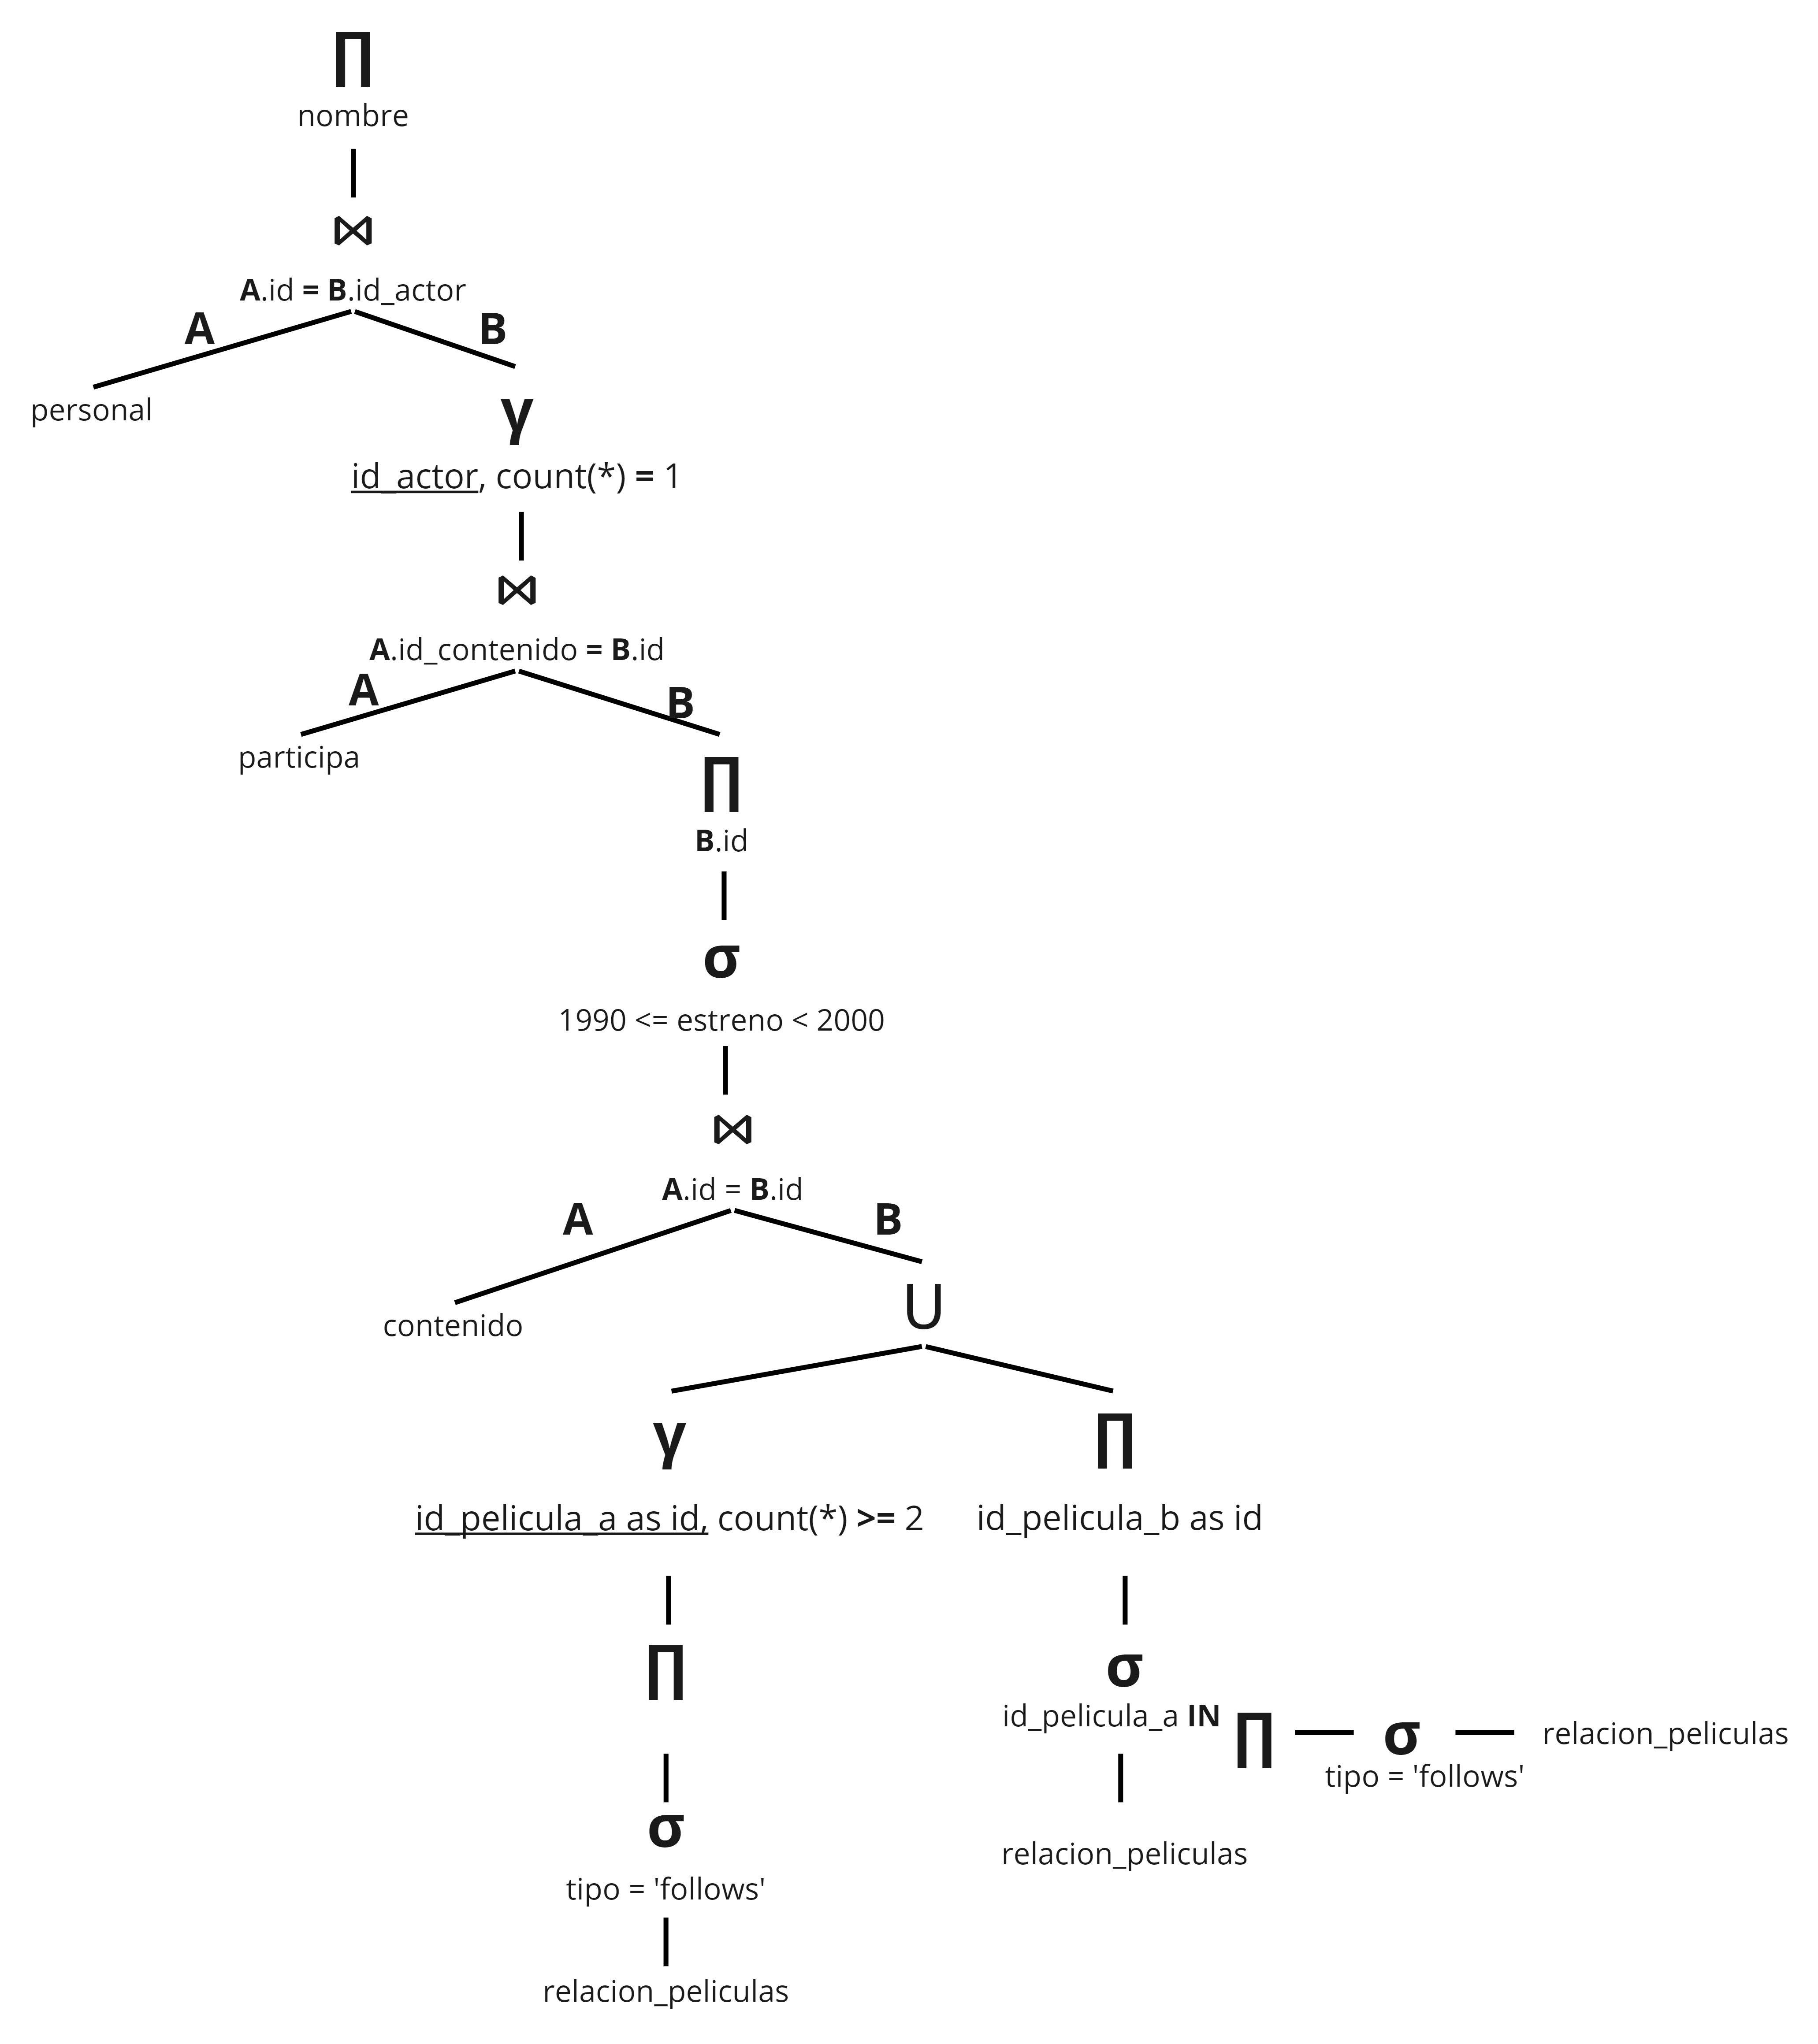 ∏
nombre
⋈
A.id = B.id_actor
A
B
personal
γ
id_actor, count(*) = 1
⋈
A.id_contenido = B.id
A
B
participa
∏
B.id
σ
1990 <= estreno < 2000
⋈
A.id = B.id
A
B
contenido
∪
γ
∏
id_pelicula_a as id, count(*) >= 2
id_pelicula_b as id
∏
σ
id_pelicula_a IN ∏ σ relacion_peliculas
tipo = 'follows'
σ
relacion_peliculas
tipo = 'follows'
relacion_peliculas